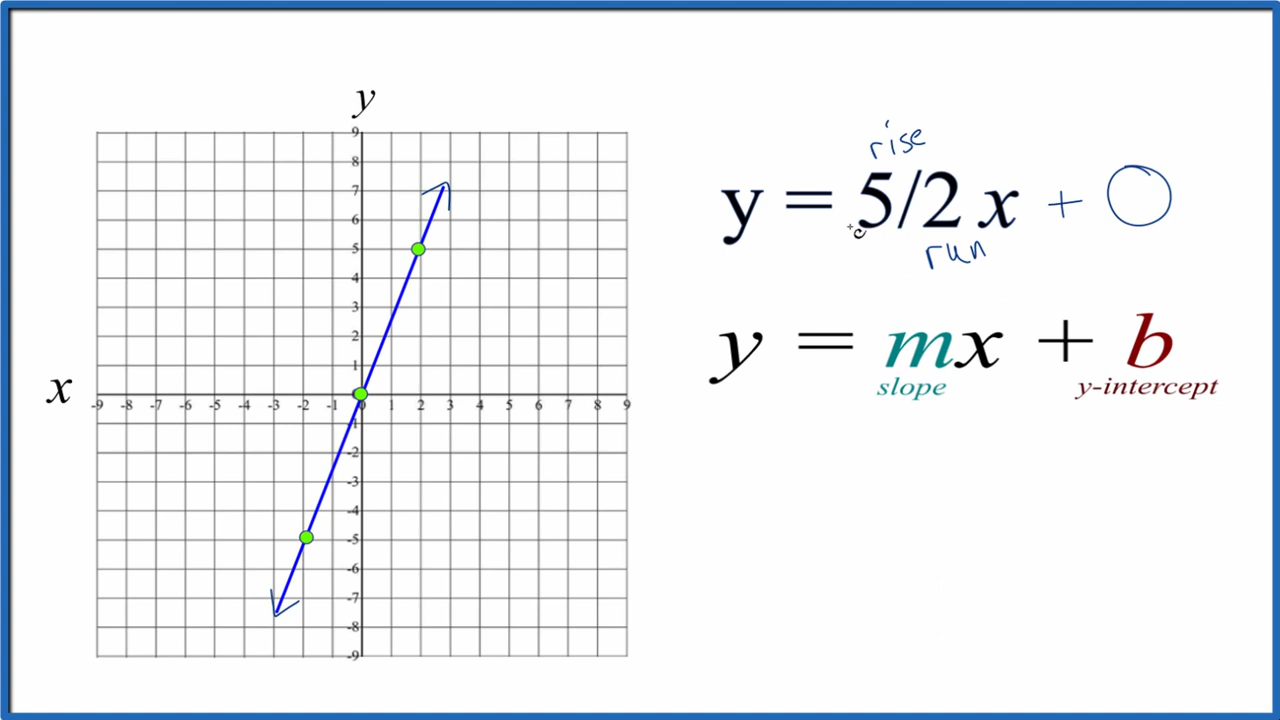 y
9
8
7
6
5
4
3
2
1
x
-9 -8 -7 -6 -5 -4 -3 -2 -1 0 1 2 3 4 5 6 7 8 9
-1
-2
-3
-4
-5
-6
-7
-8
-9
rise
y = 5/2 x + 0
run
y = mx + b
slope y-intercept